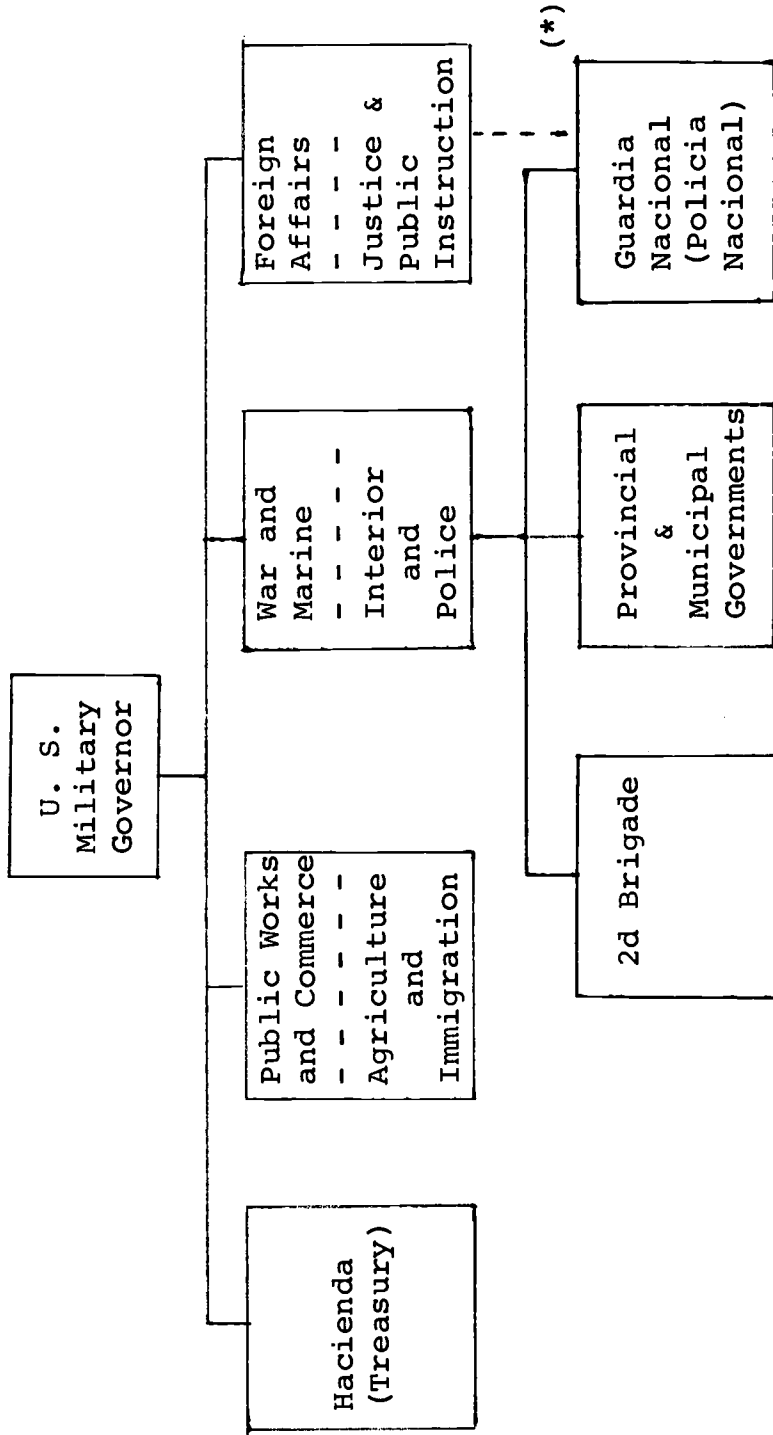 U. S.
Military
Governor
Hacienda
(Treasury)
Public Works
and Commerce
- - - - - -
Agriculture
and
Immigration
War and
Marine
- - - - -
Interior
and
Police
Foreign
Affairs
- - - - -
Justice &
Public
Instruction
2d Brigade
Provincial
&
Municipal
Governments
Guardia
Nacional
(Policia
Nacional)
(*)